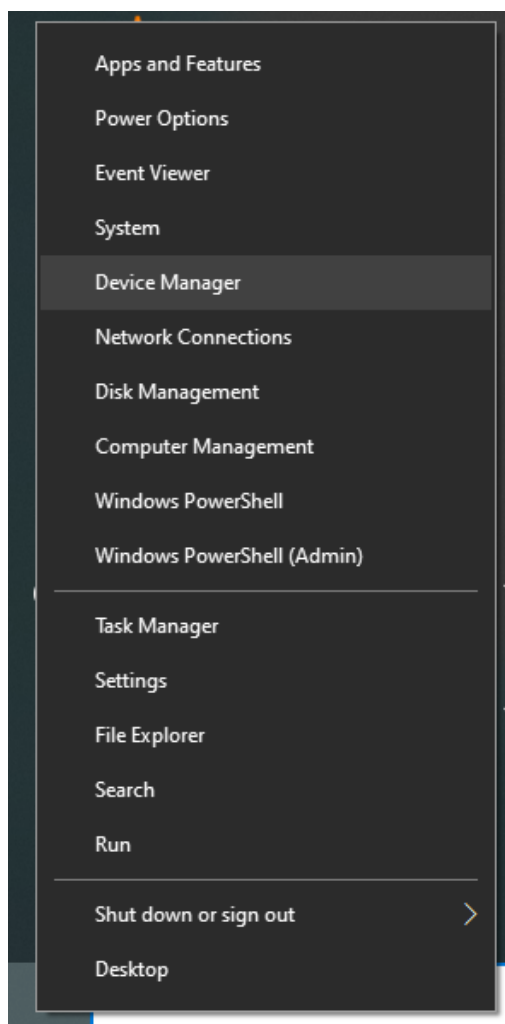 Apps and Features
Power Options
Event Viewer
System
Device Manager
Network Connections
Disk Management
Computer Management
Windows PowerShell
Windows PowerShell (Admin)
Task Manager
Settings
File Explorer
Search
Run
Shut down or sign out
Desktop